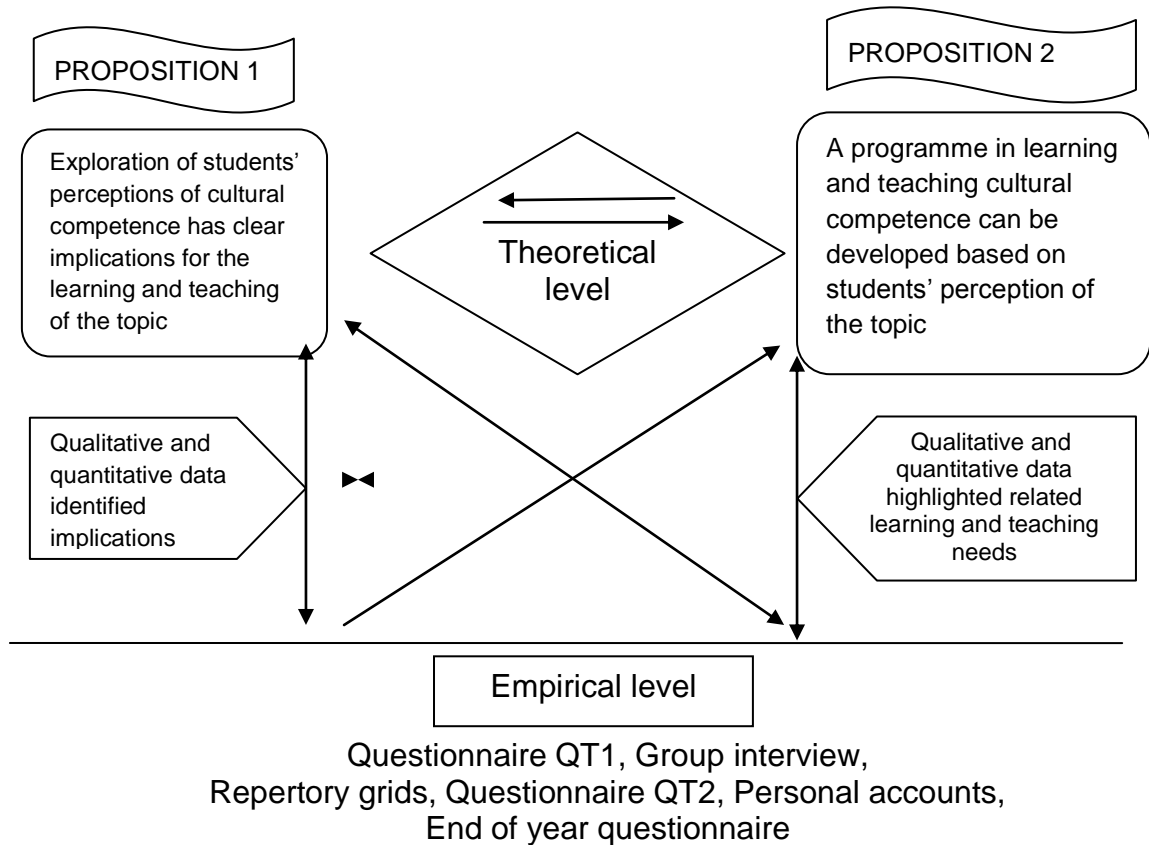 PROPOSITION 1
PROPOSITION 2
Exploration of students’
perceptions of cultural
competence has clear
implications for the
learning and teaching
of the topic
Theoretical
level
A programme in learning
and teaching cultural
competence can be
developed based on
students’ perception of
the topic
Qualitative and
quantitative data
identified
implications
Qualitative and
quantitative data
highlighted related
learning and teaching
needs
Empirical level
Questionnaire QT1, Group interview,
Repertory grids, Questionnaire QT2, Personal accounts,
End of year questionnaire